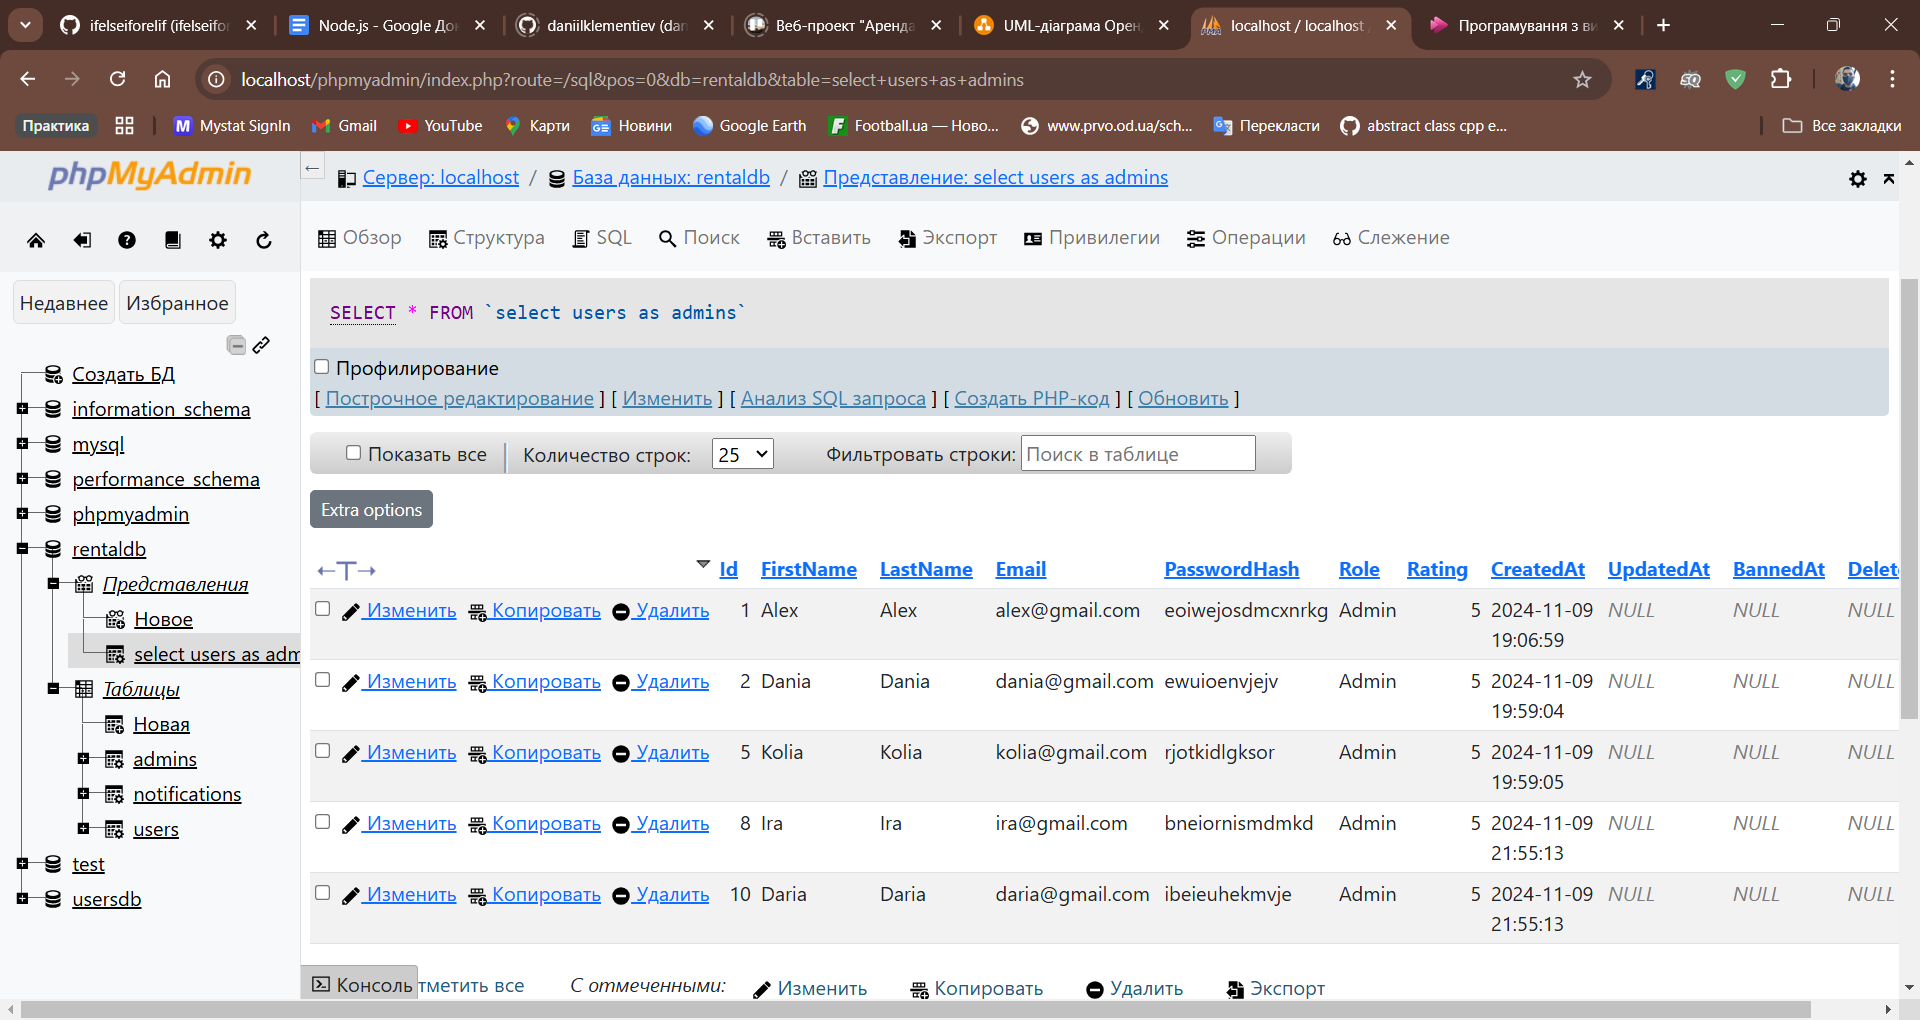 ifelseiforelif (ifelseifor
Node.js - Google До
daniilklementiev (dan
Веб-проект "Аренда
UML-діаграма Орен
localhost / localhost /
Програмування з ви
localhost/phpmyadmin/index.php?route=/sql&pos=0&db=rentaldb&table=select+users+as+admins
Практика
Mystat SignIn
Gmail
YouTube
Карти
Новини
Google Earth
Football.ua — Ново...
www.prvo.od.ua/sch...
Перекласти
abstract class cpp e...
Все закладки
phpMyAdmin
Недавнее
Избранное
Создать БД
information_schema
mysql
performance_schema
phpmyadmin
rentaldb
Представления
Новое
select users as adm
Таблицы
Новая
admins
notifications
users
test
usersdb
Сервер: localhost / База данных: rentaldb / Представление: select users as admins
Обзор
Структура
SQL
Поиск
Вставить
Экспорт
Привилегии
Операции
Слежение
SELECT * FROM `select users as admins`
Профилирование
[ Построчное редактирование ] [ Изменить ] [ Анализ SQL запроса ] [ Создать PHP-код ] [ Обновить ]
Показать все | Количество строк: 25 Фильтровать строки: Поиск в таблице
Extra options
←T→ Id FirstName LastName Email PasswordHash Role Rating CreatedAt UpdatedAt BannedAt Delet
Изменить Копировать Удалить 1 Alex Alex alex@gmail.com eoiwejosdmcxnrkg Admin 5 2024-11-09 NULL NULL NULL
19:06:59
Изменить Копировать Удалить 2 Dania Dania dania@gmail.com ewuioenvjejv Admin 5 2024-11-09 NULL NULL NULL
19:59:04
Изменить Копировать Удалить 5 Kolia Kolia kolia@gmail.com rjotkidlgksor Admin 5 2024-11-09 NULL NULL NULL
19:59:05
Изменить Копировать Удалить 8 Ira Ira ira@gmail.com bneiornismdmkd Admin 5 2024-11-09 NULL NULL NULL
21:55:13
Изменить Копировать Удалить 10 Daria Daria daria@gmail.com ibeieuhekmvje Admin 5 2024-11-09 NULL NULL NULL
21:55:13
Консоль
тметить все
С отмеченными:
Изменить
Копировать
Удалить
Экспорт